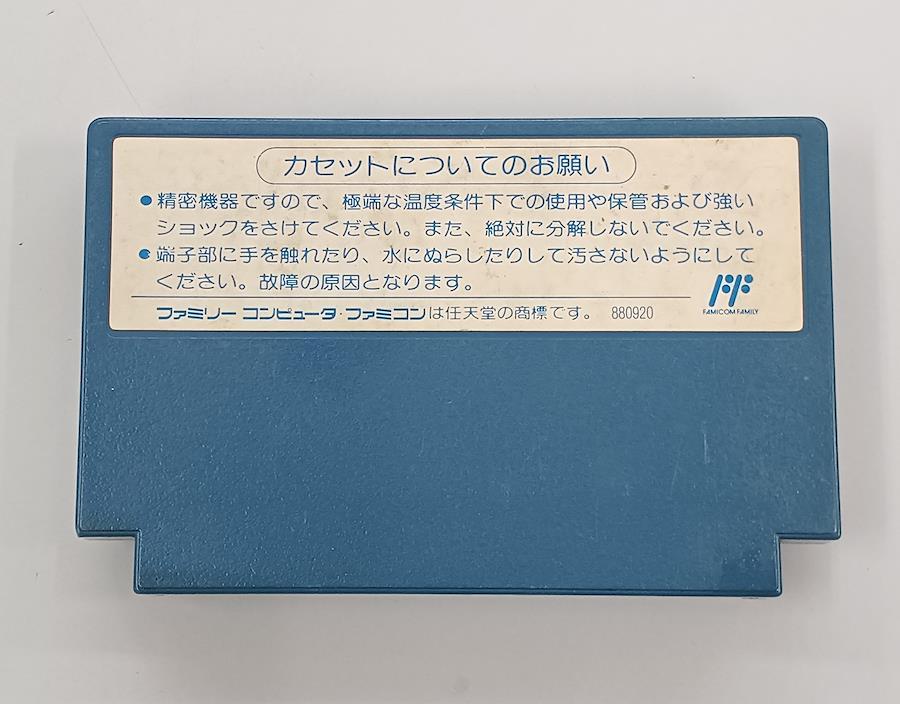 カセットについてのお願い
●精密機器ですので、極端な温度条件下での使用や保管および強い
ショックをさけてください。また、絶対に分解しないでください。
●端子部に手を触れたり、水にぬらしたりして汚さないようにして
ください。故障の原因となります。
ファミリー コンピュータ・ファミコンは任天堂の商標です。 880920
FAMICOM FAMILY